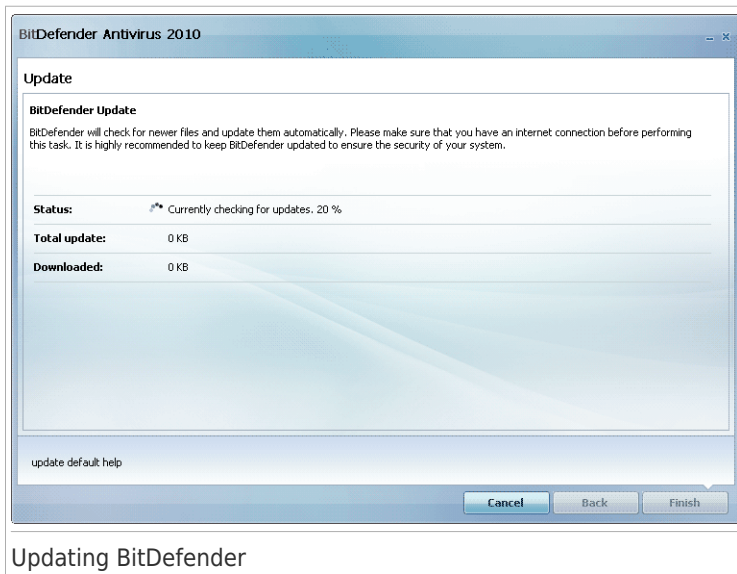 BitDefender Antivirus 2010
Update
BitDefender Update
BitDefender will check for newer files and update them automatically. Please make sure that you have an internet connection before performing
this task. It is highly recommended to keep BitDefender updated to ensure the security of your system.
Status: Currently checking for updates. 20 %
Total update: 0 KB
Downloaded: 0 KB
update default help
Cancel Back Finish
Updating BitDefender